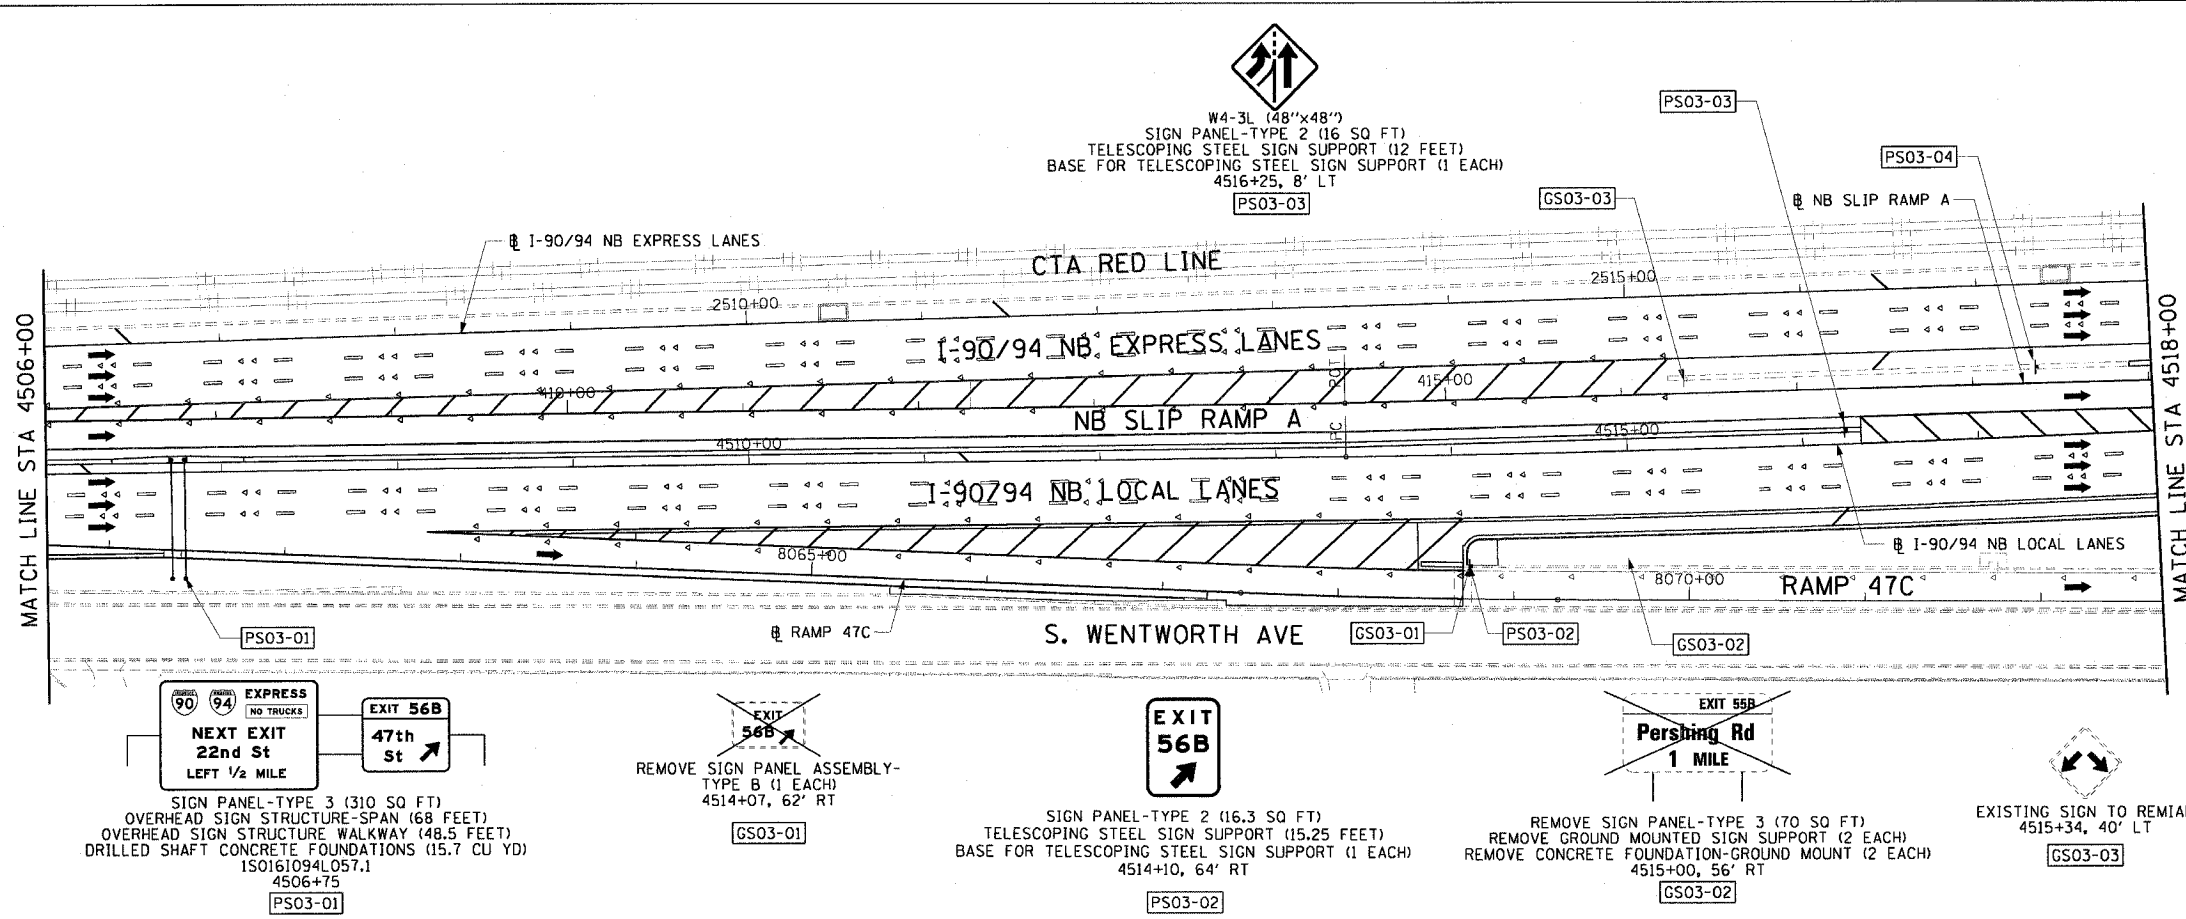 W4-3L (48"x48")
SIGN PANEL-TYPE 2 (16 SQ FT)
TELESCOPING STEEL SIGN SUPPORT (12 FEET)
BASE FOR TELESCOPING STEEL SIGN SUPPORT (1 EACH)
4516+25, 8' LT
PS03-03
PS03-03
PS03-04
GS03-03
℄ NB SLIP RAMP A
℄ I-90/94 NB EXPRESS LANES
CTA RED LINE
2510+00
2515+00
MATCH LINE STA 4506+00
MATCH LINE STA 4518+00
I-90/94 NB EXPRESS LANES
410+00
415+00
POT
NB SLIP RAMP A
PC
4510+00
4515+00
I-90/94 NB LOCAL LANES
8065+00
℄ I-90/94 NB LOCAL LANES
8070+00
RAMP 47C
PS03-01
℄ RAMP 47C
S. WENTWORTH AVE
GS03-01
PS03-02
GS03-02
90 94 EXPRESS
NO TRUCKS
NEXT EXIT
22nd St
LEFT 1/2 MILE
EXIT 56B
47th
St
SIGN PANEL-TYPE 3 (310 SQ FT)
OVERHEAD SIGN STRUCTURE-SPAN (68 FEET)
OVERHEAD SIGN STRUCTURE WALKWAY (48.5 FEET)
DRILLED SHAFT CONCRETE FOUNDATIONS (15.7 CU YD)
1S016I094L057.1
4506+75
PS03-01
EXIT
56B
REMOVE SIGN PANEL ASSEMBLY-
TYPE B (1 EACH)
4514+07, 62' RT
GS03-01
EXIT
56B
SIGN PANEL-TYPE 2 (16.3 SQ FT)
TELESCOPING STEEL SIGN SUPPORT (15.25 FEET)
BASE FOR TELESCOPING STEEL SIGN SUPPORT (1 EACH)
4514+10, 64' RT
PS03-02
EXIT 55B
Pershing Rd
1 MILE
REMOVE SIGN PANEL-TYPE 3 (70 SQ FT)
REMOVE GROUND MOUNTED SIGN SUPPORT (2 EACH)
REMOVE CONCRETE FOUNDATION-GROUND MOUNT (2 EACH)
4515+00, 56' RT
GS03-02
EXISTING SIGN TO REMIA
4515+34, 40' LT
GS03-03